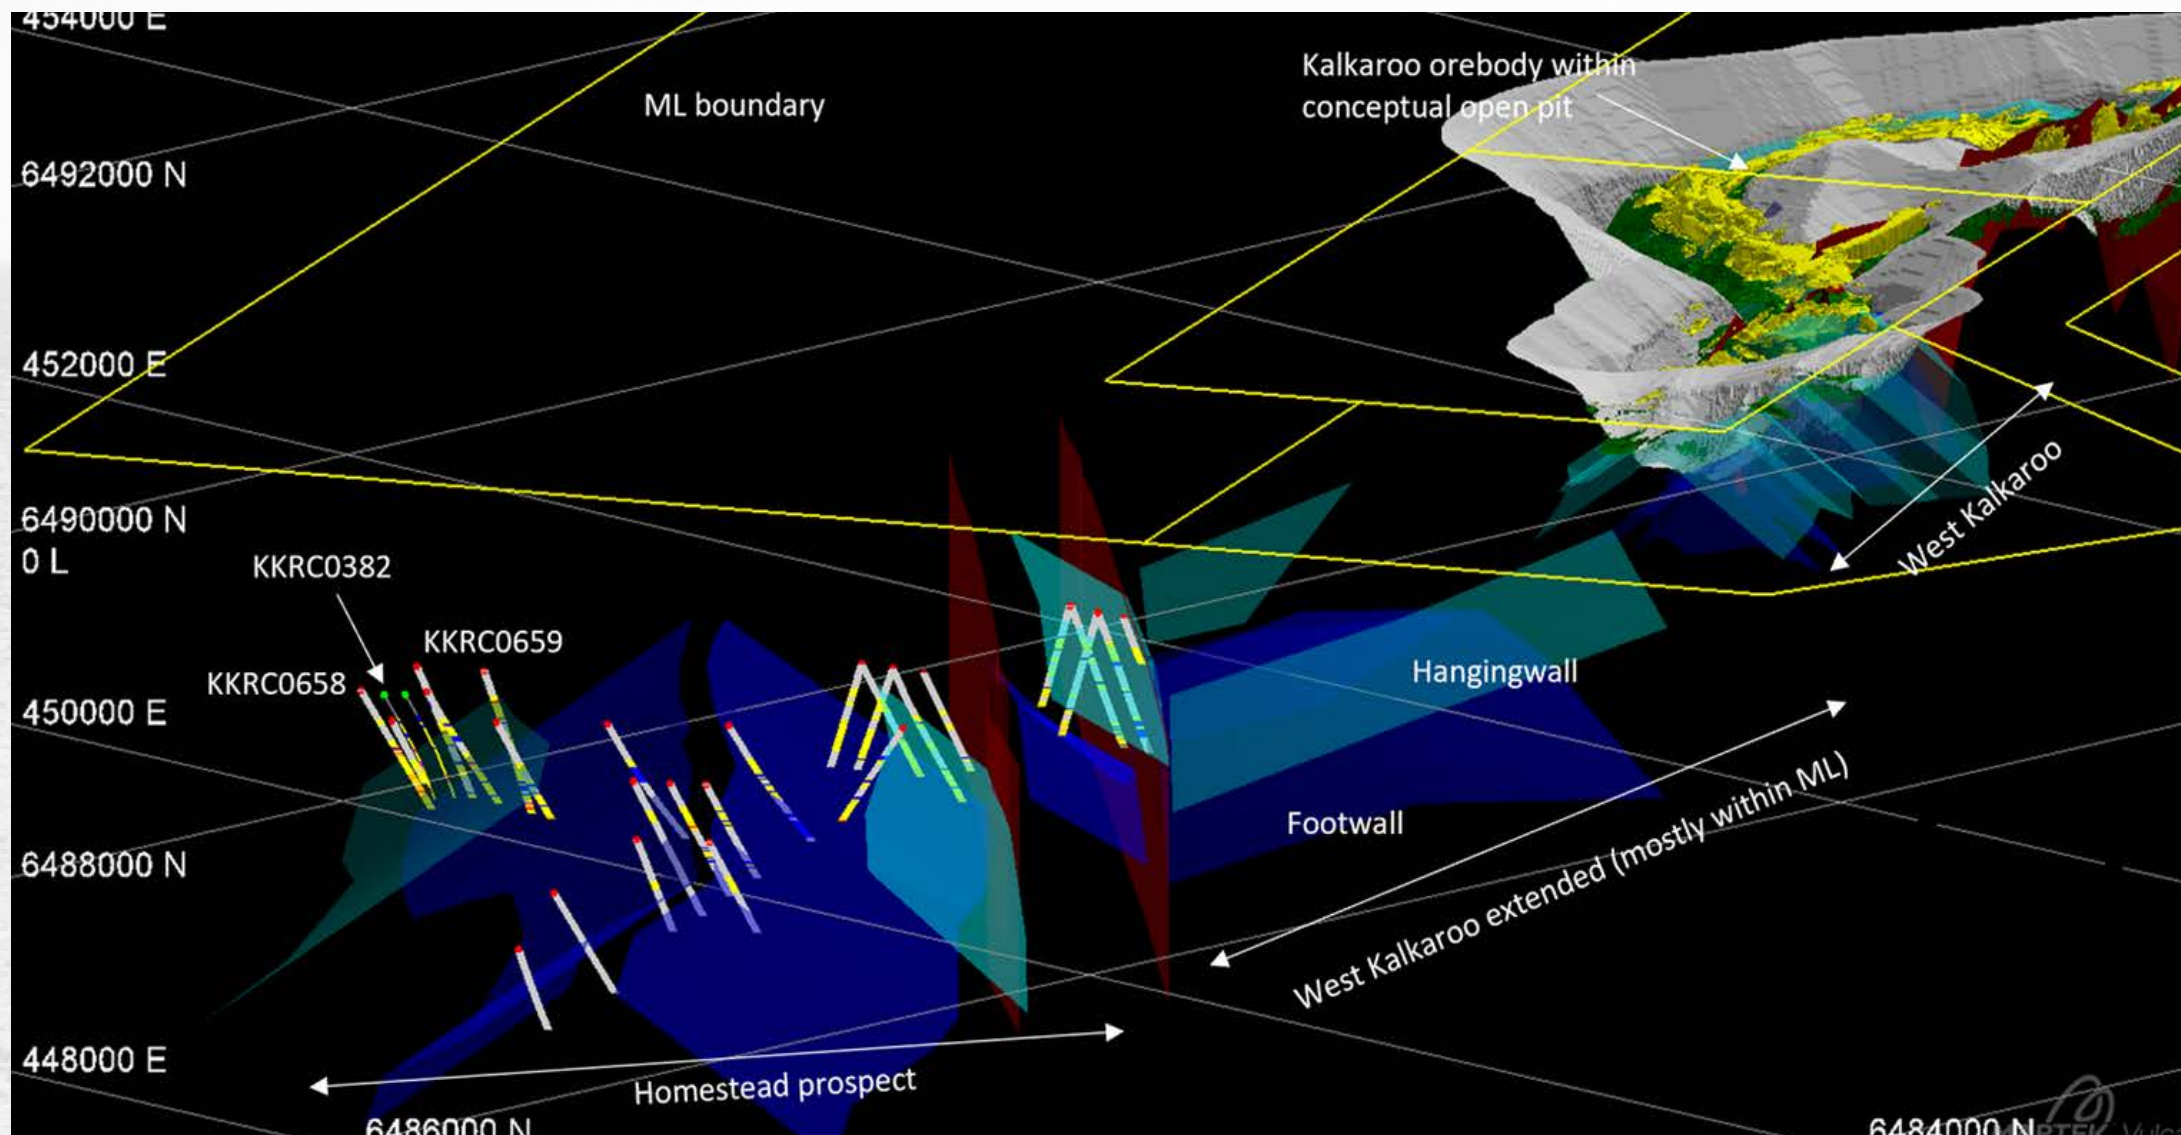 454000 E
ML boundary
Kalkaroo orebody within
conceptual open pit
6492000 N
452000 E
6490000 N
0 L
West Kalkaroo
KKRC0382
KKRC0659
KKRC0658
450000 E
Hangingwall
Footwall
6488000 N
West Kalkaroo extended (mostly within ML)
448000 E
Homestead prospect
6486000 N
6484000 N